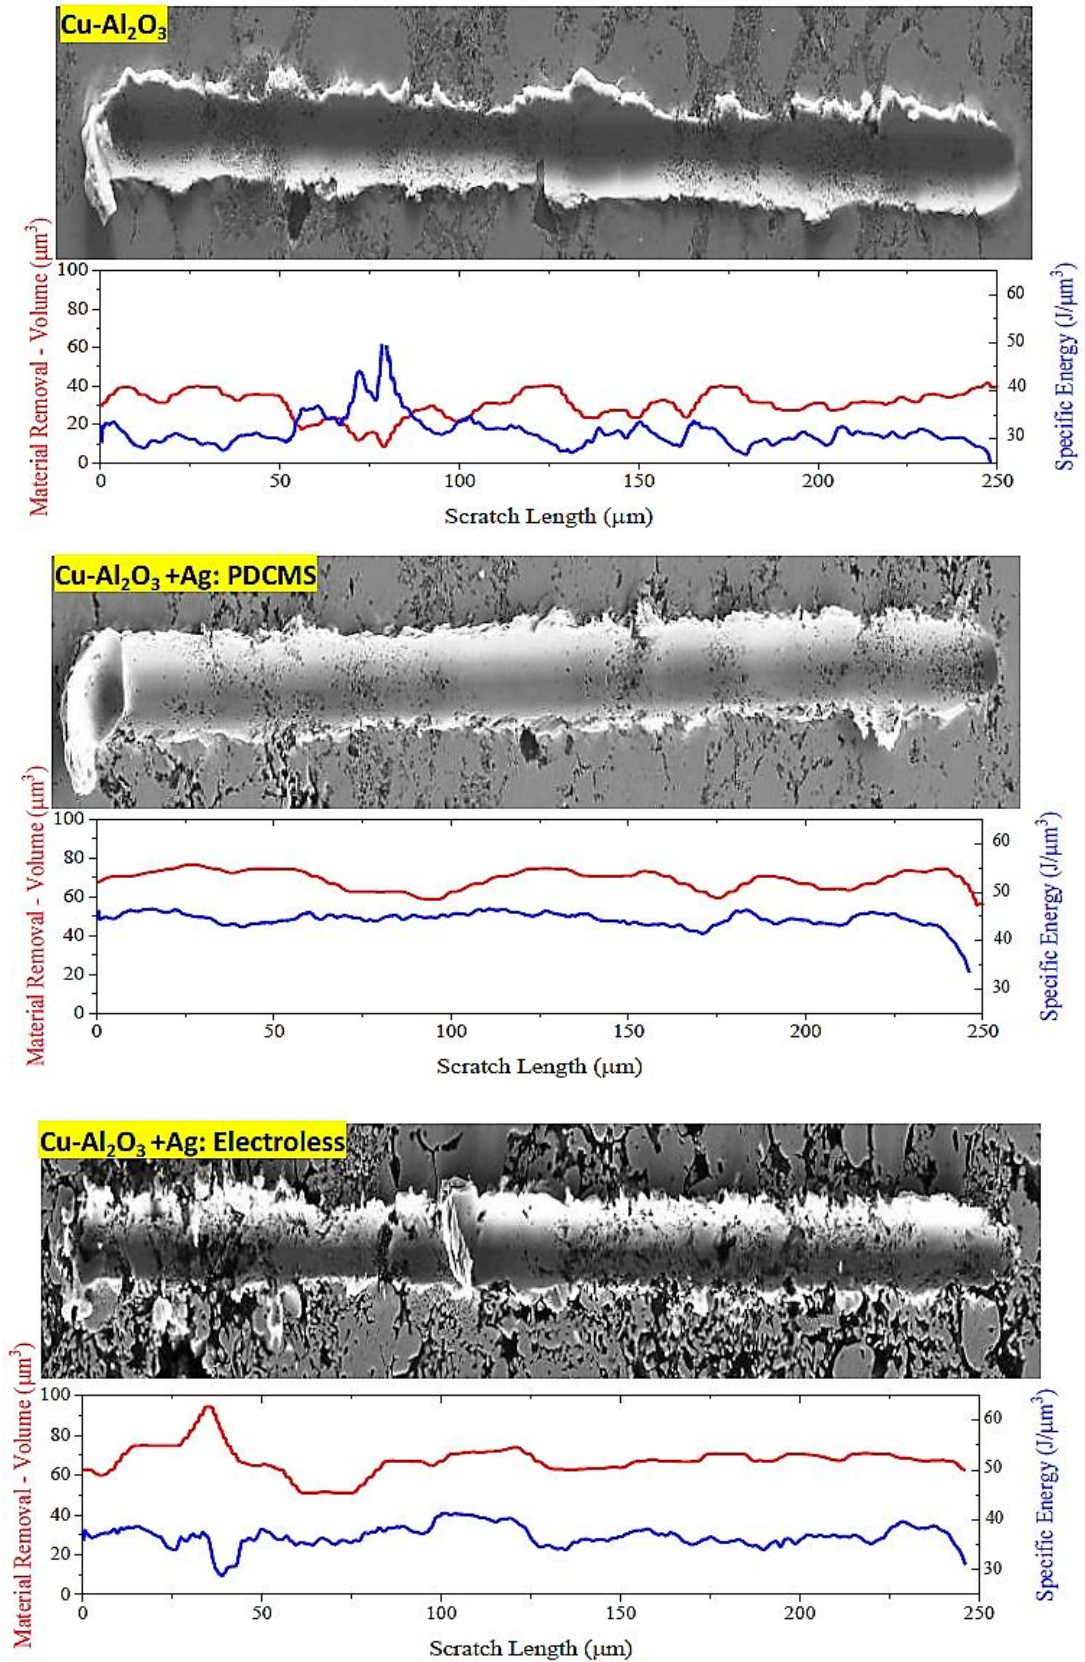 Cu-Al₂O₃
Material Removal - Volume (μm³)
100
80
60
40
20
0
Specific Energy (J/μm³)
60
50
40
30
0 50 100 150 200 250
Scratch Length (μm)
Cu-Al₂O₃ +Ag: PDCMS
Material Removal - Volume (μm³)
100
80
60
40
20
0
Specific Energy (J/μm³)
60
50
40
30
0 50 100 150 200 250
Scratch Length (μm)
Cu-Al₂O₃ +Ag: Electroless
Material Removal - Volume (μm³)
100
80
60
40
20
0
Specific Energy (J/μm³)
60
50
40
30
0 50 100 150 200 250
Scratch Length (μm)